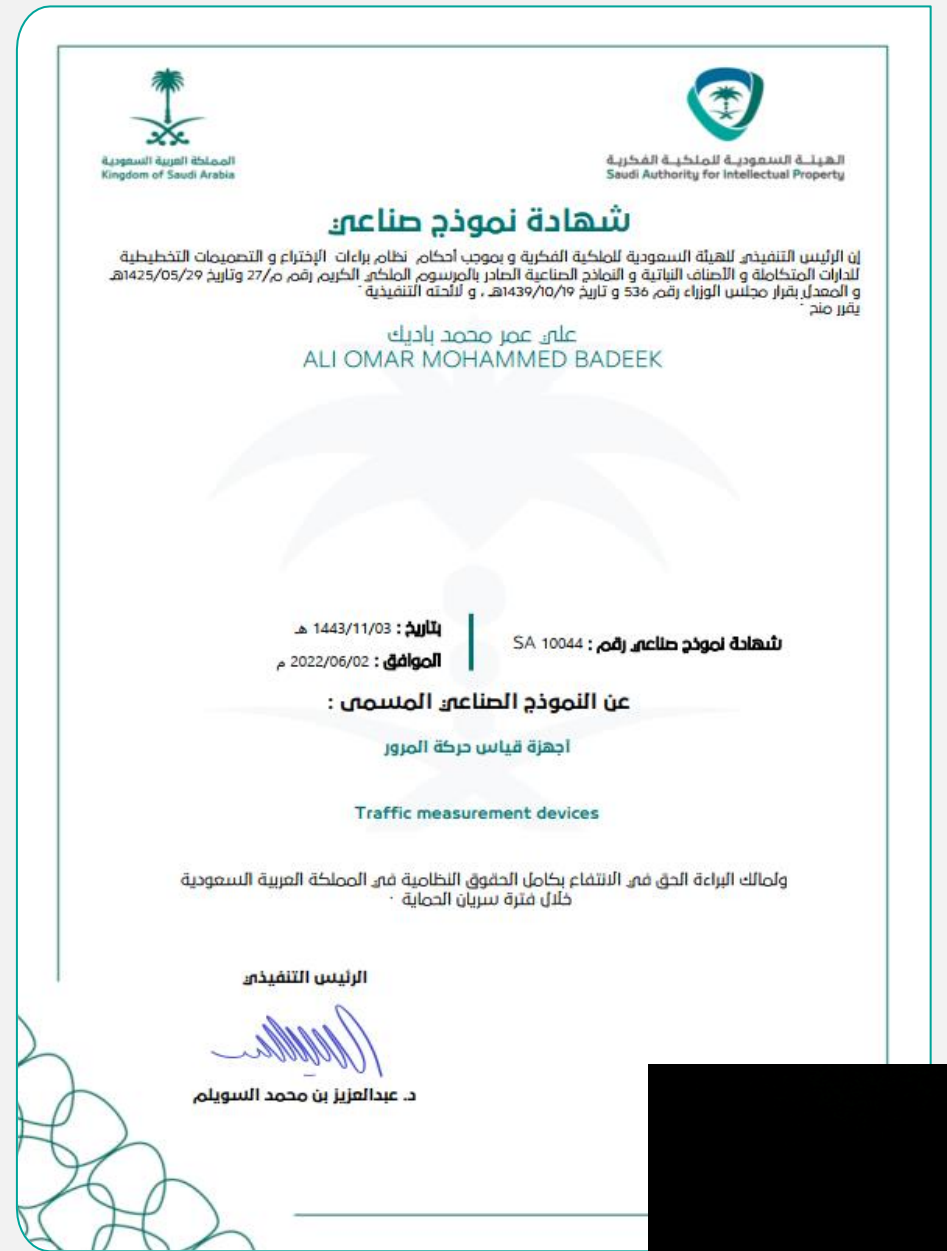 المملكة العربية السعودية
Kingdom of Saudi Arabia
الهيئة السعودية للملكية الفكرية
Saudi Authority for Intellectual Property
شهادة نموذج صناعي
إن الرئيس التنفيذي للهيئة السعودية للملكية الفكرية و بموجب أحكام نظام براءات الإختراع و التصميمات التخطيطية
للدارات المتكاملة و الأصناف النباتية و النماذج الصناعية الصادر بالمرسوم الملكي الكريم رقم م/27 وتاريخ 1425/05/29هـ
و المعدل بقرار مجلس الوزراء رقم 536 و تاريخ 1439/10/19هـ ، و لائحته التنفيذية .
يقرر منح :
علي عمر محمد باديك
ALI OMAR MOHAMMED BADEEK
شهادة نموذج صناعي رقم : SA 10044
بتاريخ : 1443/11/03 هـ
الموافق : 2022/06/02 م
عن النموذج الصناعي المسمى :
اجهزة قياس حركة المرور
Traffic measurement devices
ولمالك البراءة الحق في الانتفاع بكامل الحقوق النظامية في المملكة العربية السعودية
خلال فترة سريان الحماية .
الرئيس التنفيذي
د. عبدالعزيز بن محمد السويلم